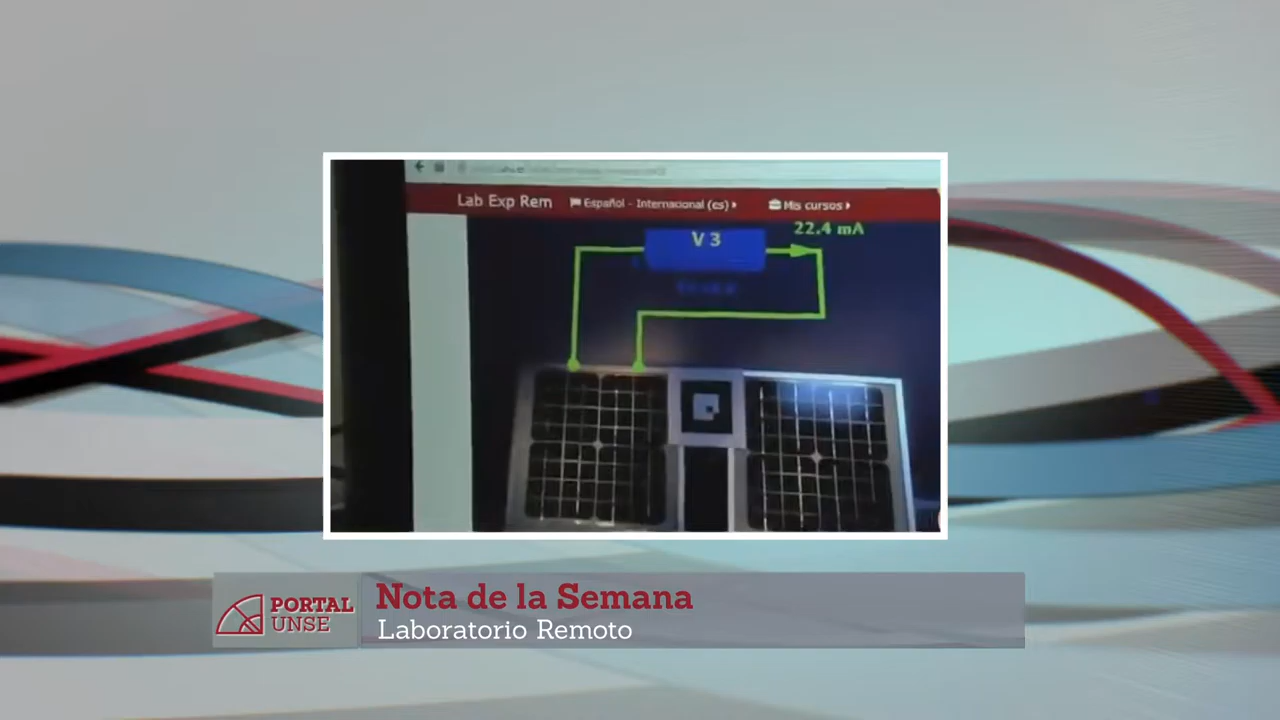 Lab Exp Rem Español - Internacional (es) Mis cursos
22.4 mA
V 3
PORTAL
UNSE
Nota de la Semana
Laboratorio Remoto